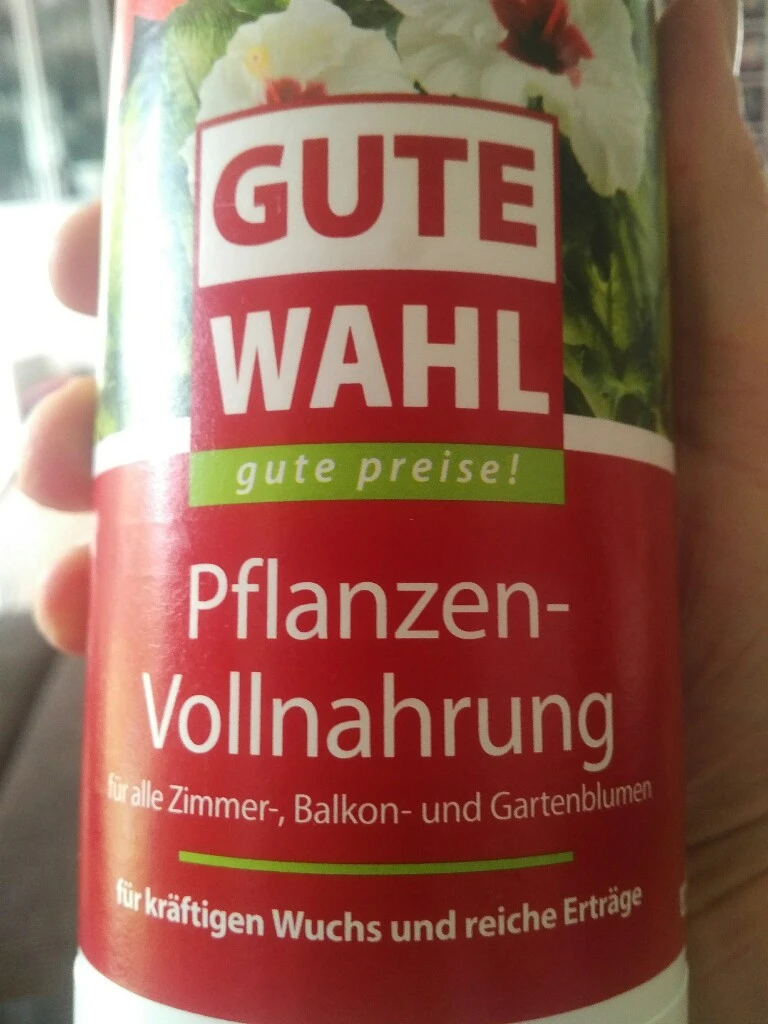 GUTE
WAHL
gute preise!
Pflanzen-
Vollnahrung
für alle Zimmer-, Balkon- und Gartenblumen
für kräftigen Wuchs und reiche Erträge